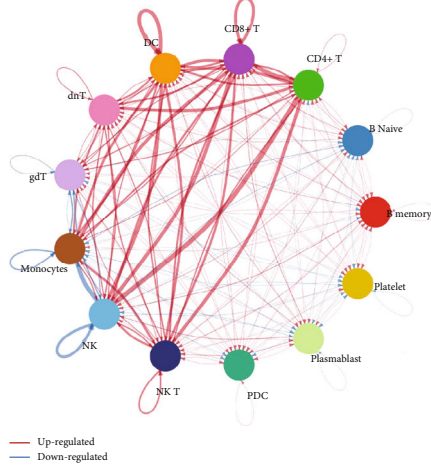 CD8+ T
DC
CD4+ T
dnT
B Naive
gdT
B memory
Monocytes
Platelet
NK
Plasmablast
NK T
PDC
Up-regulated
Down-regulated